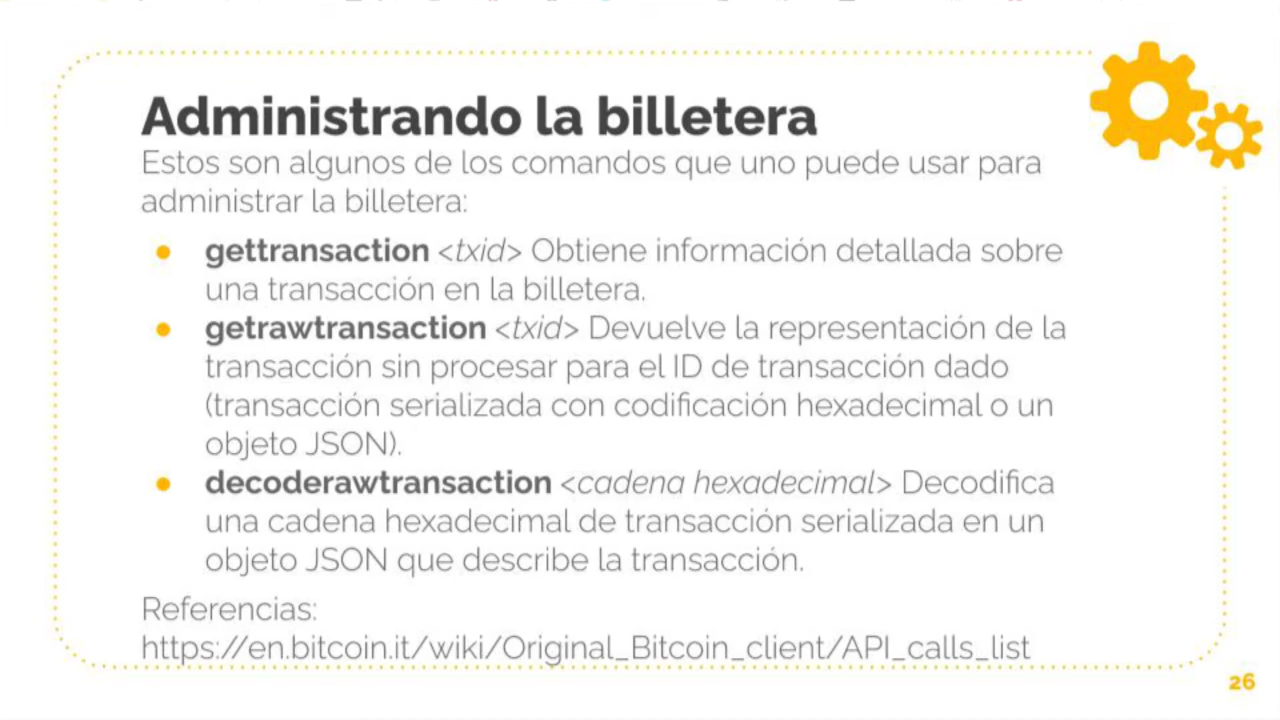 Administrando la billetera
Estos son algunos de los comandos que uno puede usar para
administrar la billetera:
● gettransaction <txid> Obtiene información detallada sobre
una transacción en la billetera.
● getrawtransaction <txid> Devuelve la representación de la
transacción sin procesar para el ID de transacción dado
(transacción serializada con codificación hexadecimal o un
objeto JSON).
● decoderawtransaction <cadena hexadecimal> Decodifica
una cadena hexadecimal de transacción serializada en un
objeto JSON que describe la transacción.
Referencias:
https://en.bitcoin.it/wiki/Original_Bitcoin_client/API_calls_list
26